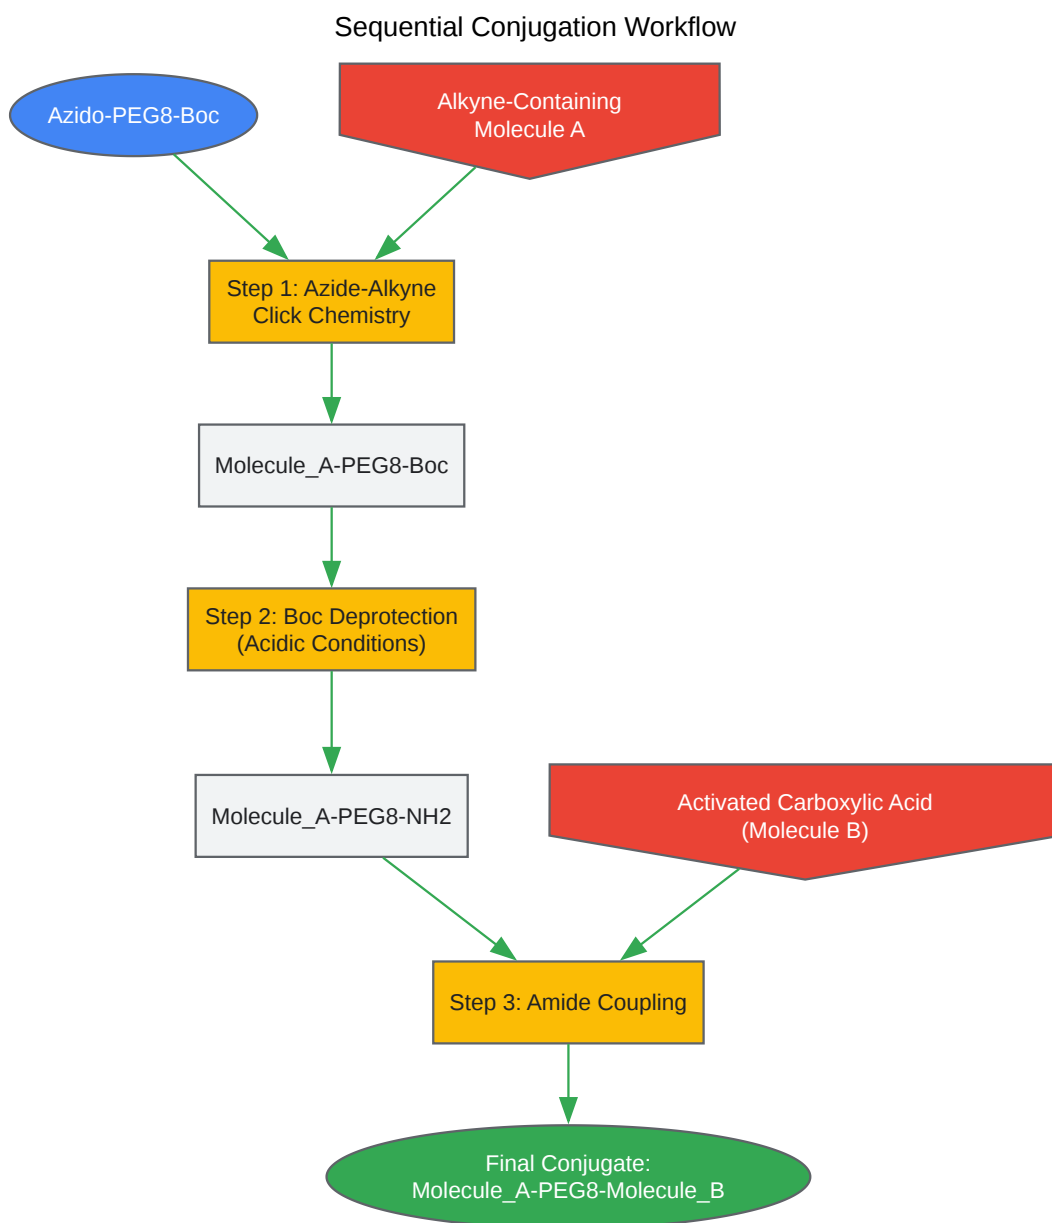 Sequential Conjugation Workflow
Azido-PEG8-Boc
Alkyne-Containing
Molecule A
Step 1: Azide-Alkyne
Click Chemistry
Molecule_A-PEG8-Boc
Step 2: Boc Deprotection
(Acidic Conditions)
Molecule_A-PEG8-NH2
Activated Carboxylic Acid
(Molecule B)
Step 3: Amide Coupling
Final Conjugate:
Molecule_A-PEG8-Molecule_B